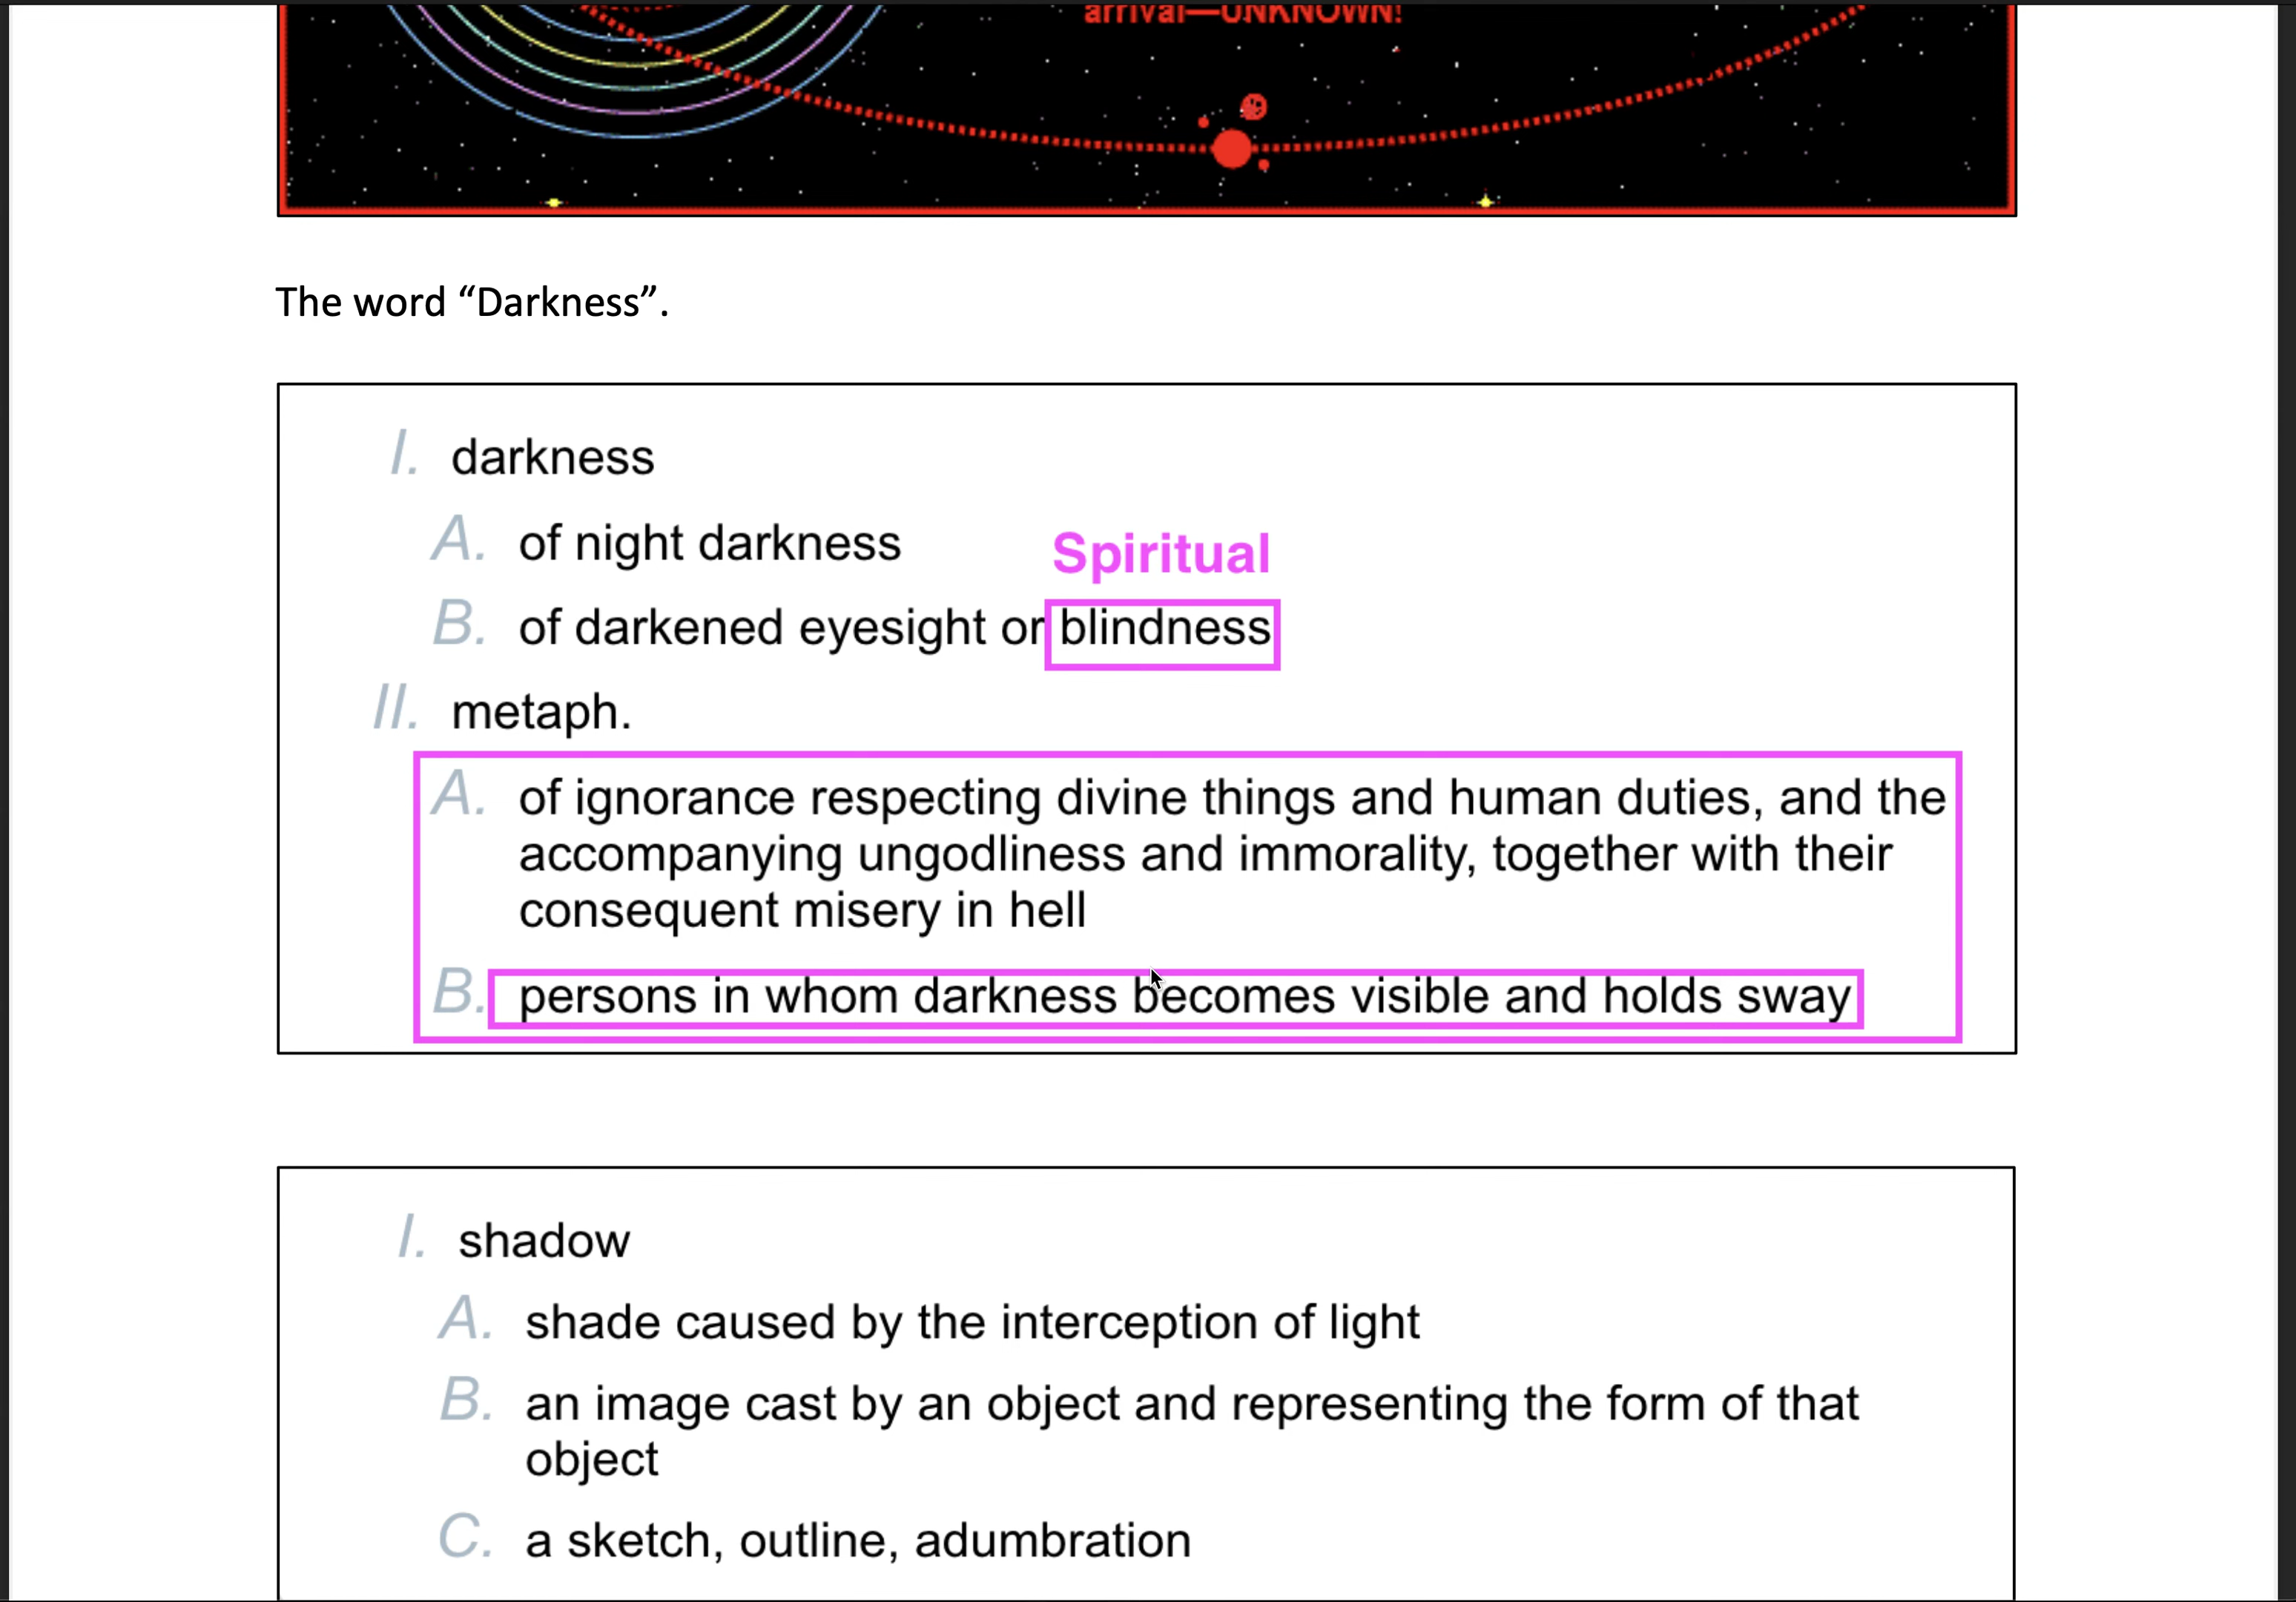 arrival—UNKNOWN!
The word “Darkness”.
I. darkness
A. of night darkness
Spiritual
B. of darkened eyesight or blindness
II. metaph.
A. of ignorance respecting divine things and human duties, and the
accompanying ungodliness and immorality, together with their
consequent misery in hell
B. persons in whom darkness becomes visible and holds sway
I. shadow
A. shade caused by the interception of light
B. an image cast by an object and representing the form of that
object
C. a sketch, outline, adumbration